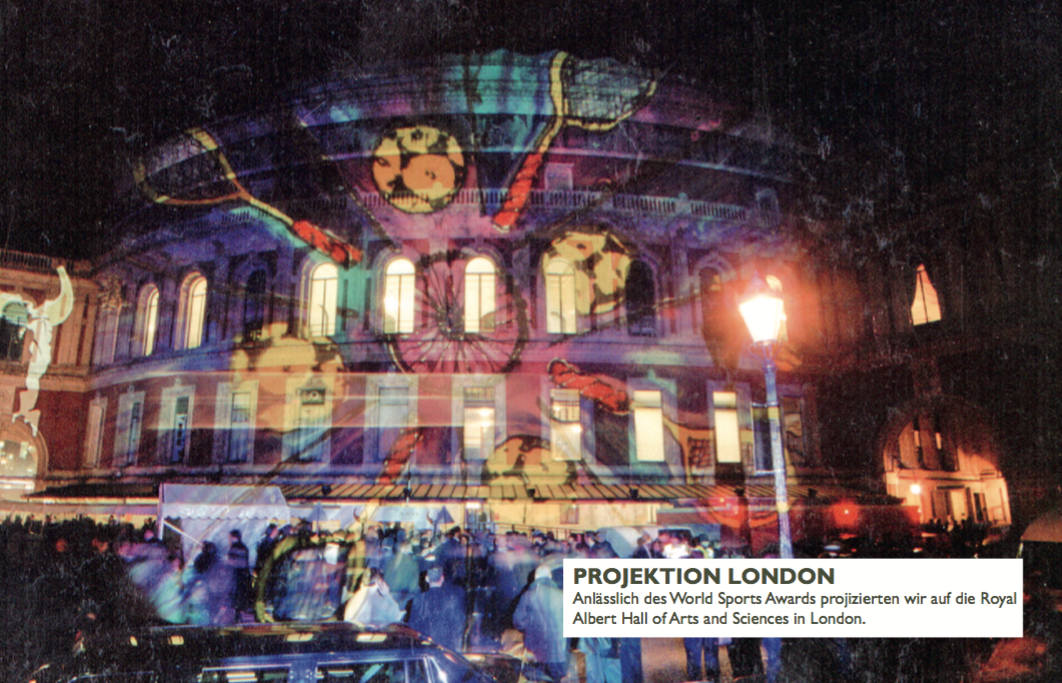 PROJEKTION LONDON
Anlässlich des World Sports Awards projizierten wir auf die Royal
Albert Hall of Arts and Sciences in London.